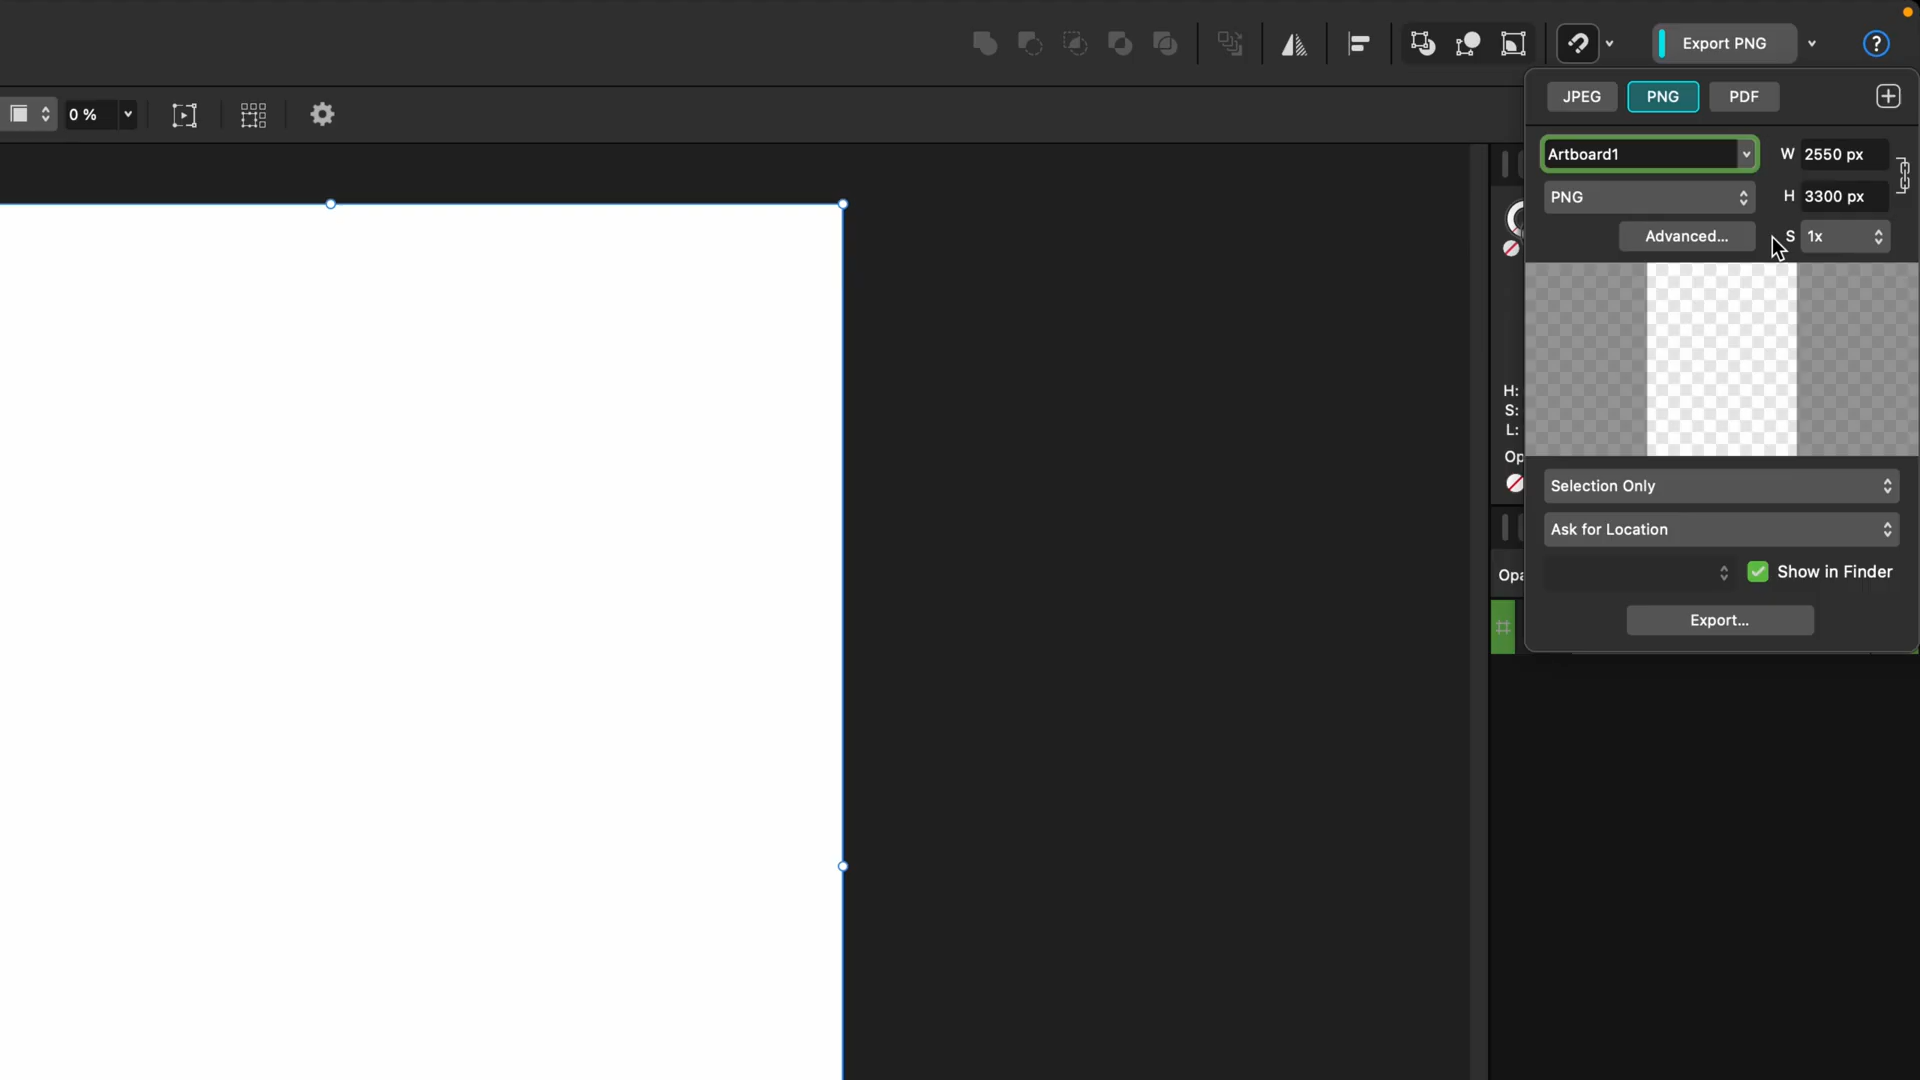 Export PNG
?
0 %
JPEG
PNG
PDF
Artboard1
W 2550 px
PNG
H 3300 px
Advanced...
S 1x
H:
S:
L:
Op
Selection Only
Ask for Location
Opa
Show in Finder
Export...